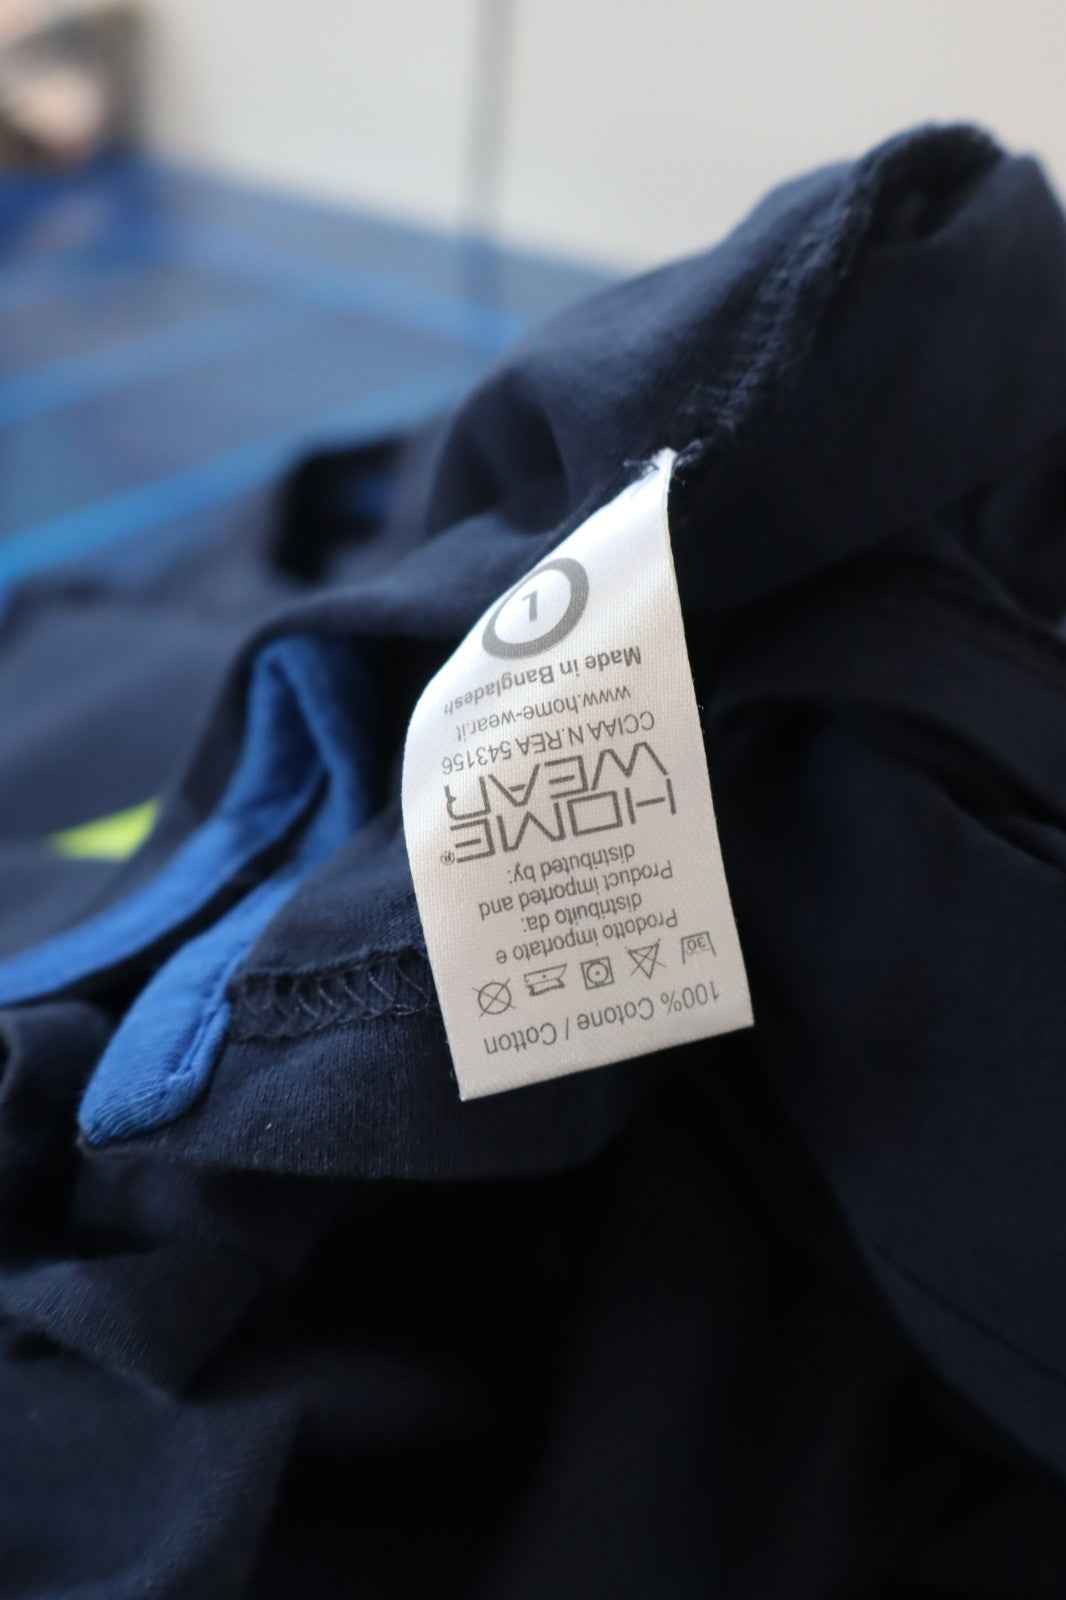 100% Cotone / Cotton
30°
Prodotto importato e
distribuito da:
Product imported and
distributed by:
HOME®
WEAR
CCIAA N.REA 543156
www.home-wear.it
Made in Bangladesh
L